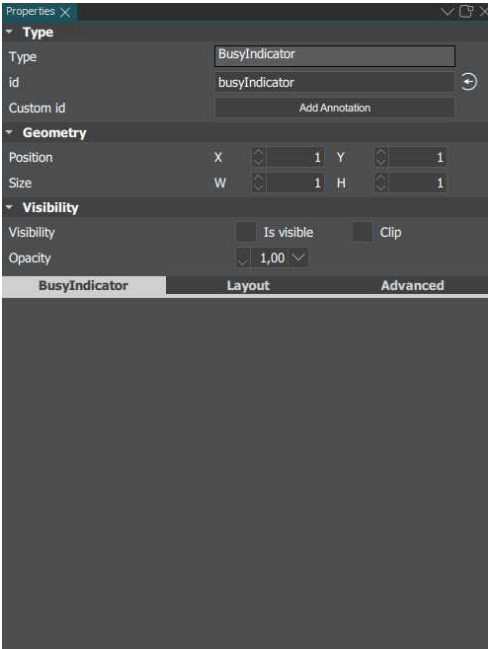 Properties
Type
Type BusyIndicator
id busyIndicator
Custom id Add Annotation
Geometry
Position X 1 Y 1
Size W 1 H 1
Visibility
Visibility Is visible Clip
Opacity 1,00
BusyIndicator Layout Advanced